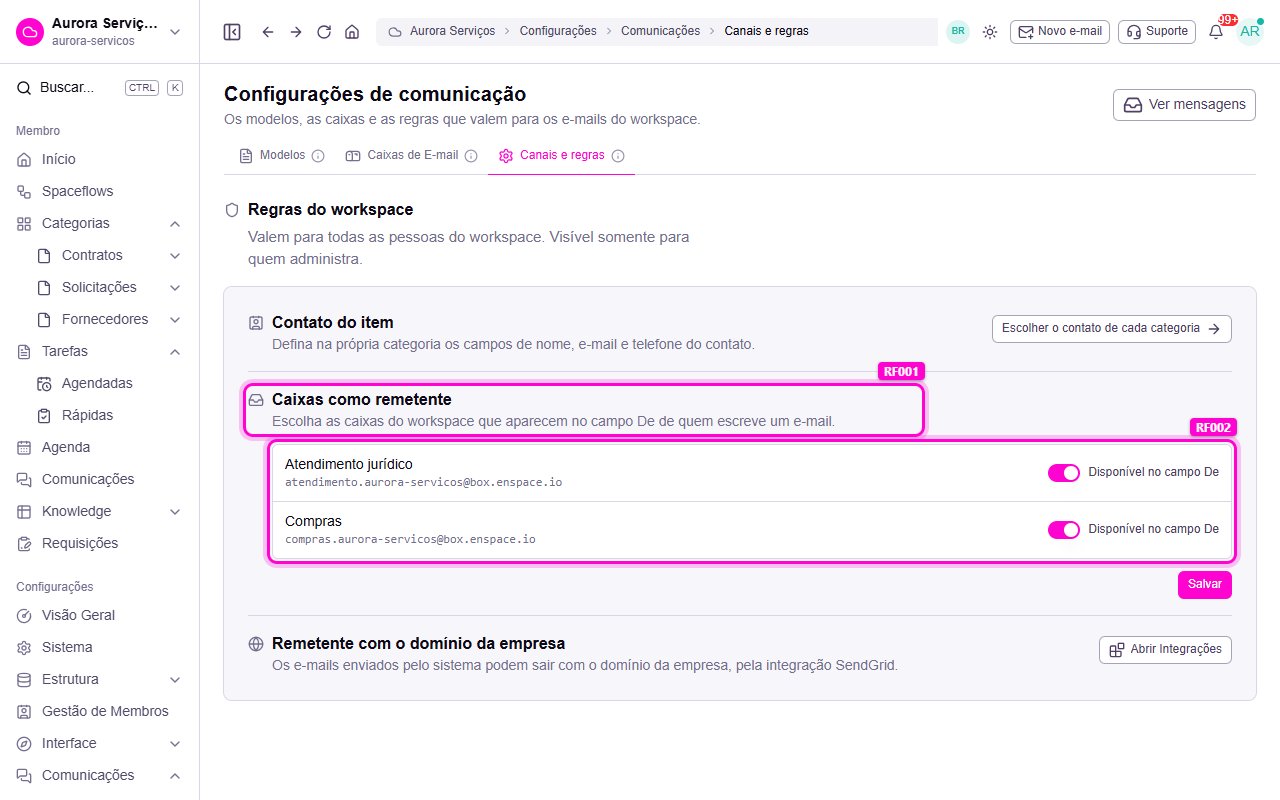 Aurora Serviç...
aurora-servicos
Buscar...
CTRL
K
Membro
Início
Spaceflows
Categorias
Contratos
Solicitações
Fornecedores
Tarefas
Agendadas
Rápidas
Agenda
Comunicações
Knowledge
Requisições
Configurações
Visão Geral
Sistema
Estrutura
Gestão de Membros
Interface
Comunicações
Aurora Serviços > Configurações > Comunicações > Canais e regras
BR
Novo e-mail
Suporte
99+
AR
Configurações de comunicação
Os modelos, as caixas e as regras que valem para os e-mails do workspace.
Ver mensagens
Modelos
Caixas de E-mail
Canais e regras
Regras do workspace
Valem para todas as pessoas do workspace. Visível somente para
quem administra.
Contato do item
Defina na própria categoria os campos de nome, e-mail e telefone do contato.
Escolher o contato de cada categoria
RF001
Caixas como remetente
Escolha as caixas do workspace que aparecem no campo De de quem escreve um e-mail.
RF002
Atendimento jurídico
atendimento.aurora-servicos@box.enspace.io
Disponível no campo De
Compras
compras.aurora-servicos@box.enspace.io
Disponível no campo De
Salvar
Remetente com o domínio da empresa
Os e-mails enviados pelo sistema podem sair com o domínio da empresa, pela integração SendGrid.
Abrir Integrações